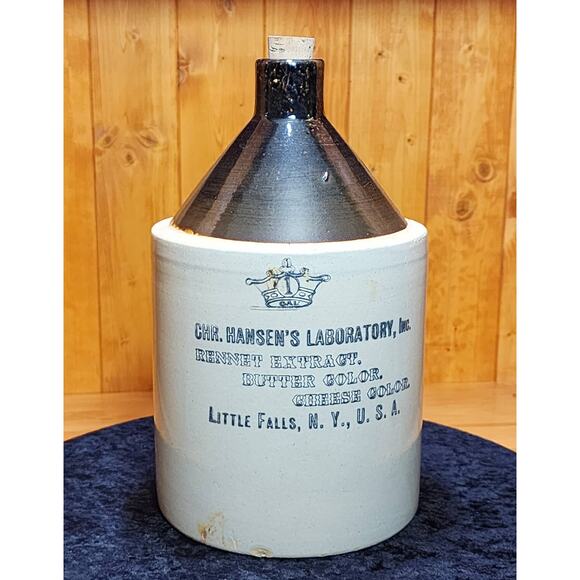 1
GAL
CHR. HANSEN'S LABORATORY, INC.
RENNET EXTRACT.
BUTTER COLOR.
CHEESE COLOR.
LITTLE FALLS, N. Y., U. S. A.